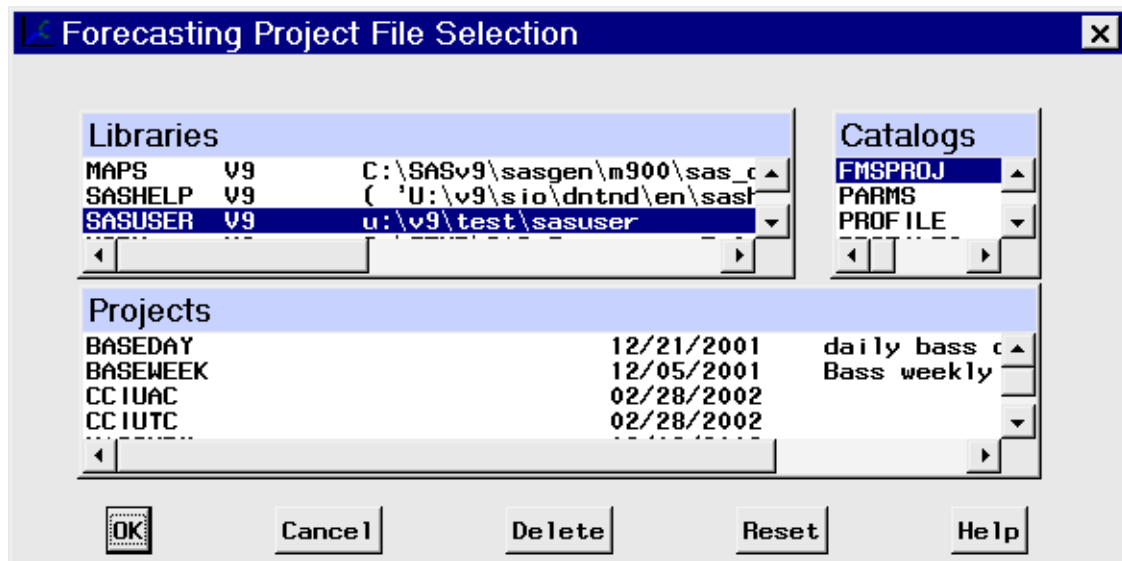 Forecasting Project File Selection
Libraries
MAPS V9 C:\SASv9\sasgen\m900\sas_
SASHELP V9 ( 'U:\v9\sio\dntnd\en\sash
SASUSER V9 u:\v9\test\sasuser
Catalogs
FMSPROJ
PARMS
PROFILE
Projects
BASEDAY 12/21/2001 daily bass
BASEWEEK 12/05/2001 Bass weekly
CCIUAC 02/28/2002
CCIUTC 02/28/2002
OK Cancel Delete Reset Help